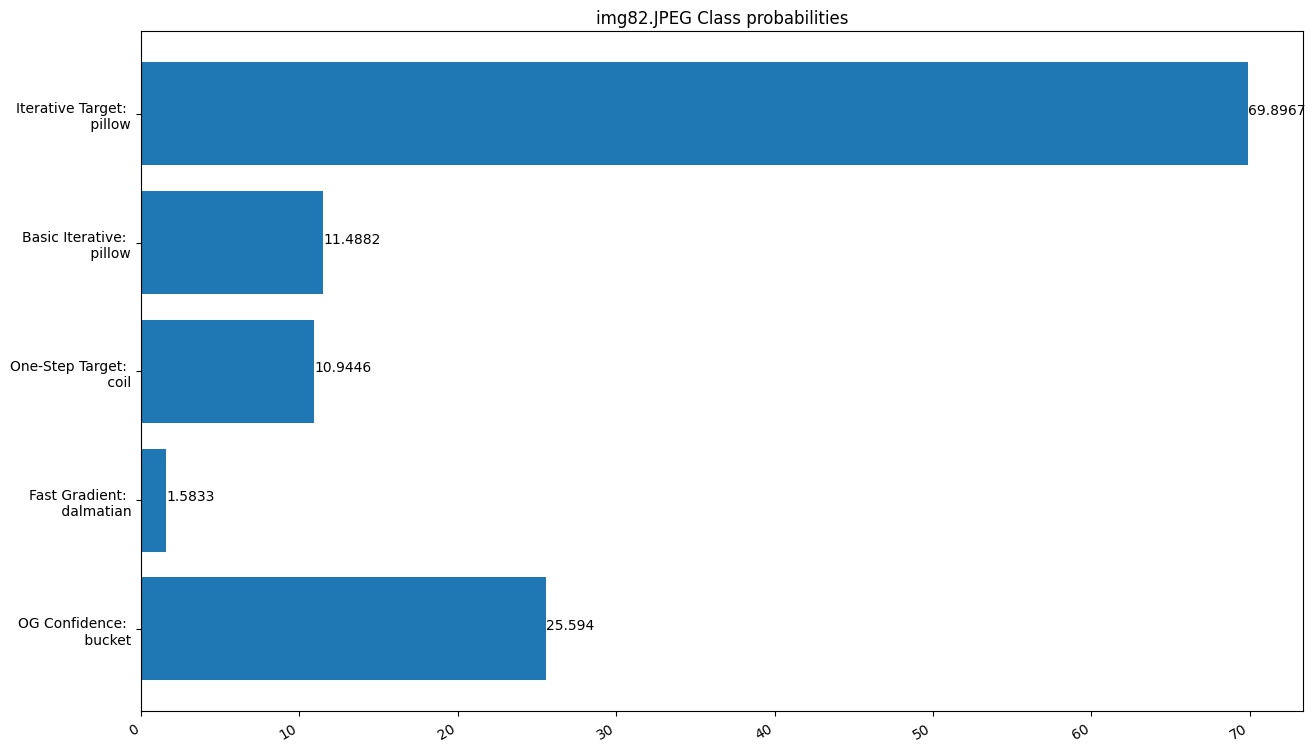 img82.JPEG Class probabilities
Iterative Target:
pillow
69.8967
Basic Iterative:
pillow
11.4882
One-Step Target:
coil
10.9446
Fast Gradient:
dalmatian
1.5833
OG Confidence:
bucket
25.594
0 10 20 30 40 50 60 70